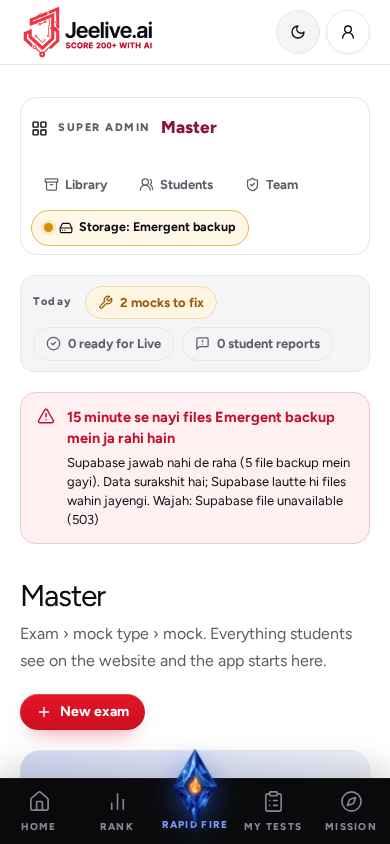 Jeelive.ai
SCORE 200+ WITH AI
SUPER ADMIN Master
Library Students Team
Storage: Emergent backup
Today 2 mocks to fix
0 ready for Live 0 student reports
15 minute se nayi files Emergent backup
mein ja rahi hain
Supabase jawab nahi de raha (5 file backup mein
gayi). Data surakshit hai; Supabase lautte hi files
wahin jayengi. Wajah: Supabase file unavailable
(503)
Master
Exam › mock type › mock. Everything students
see on the website and the app starts here.
+ New exam
HOME RANK RAPID FIRE MY TESTS MISSION